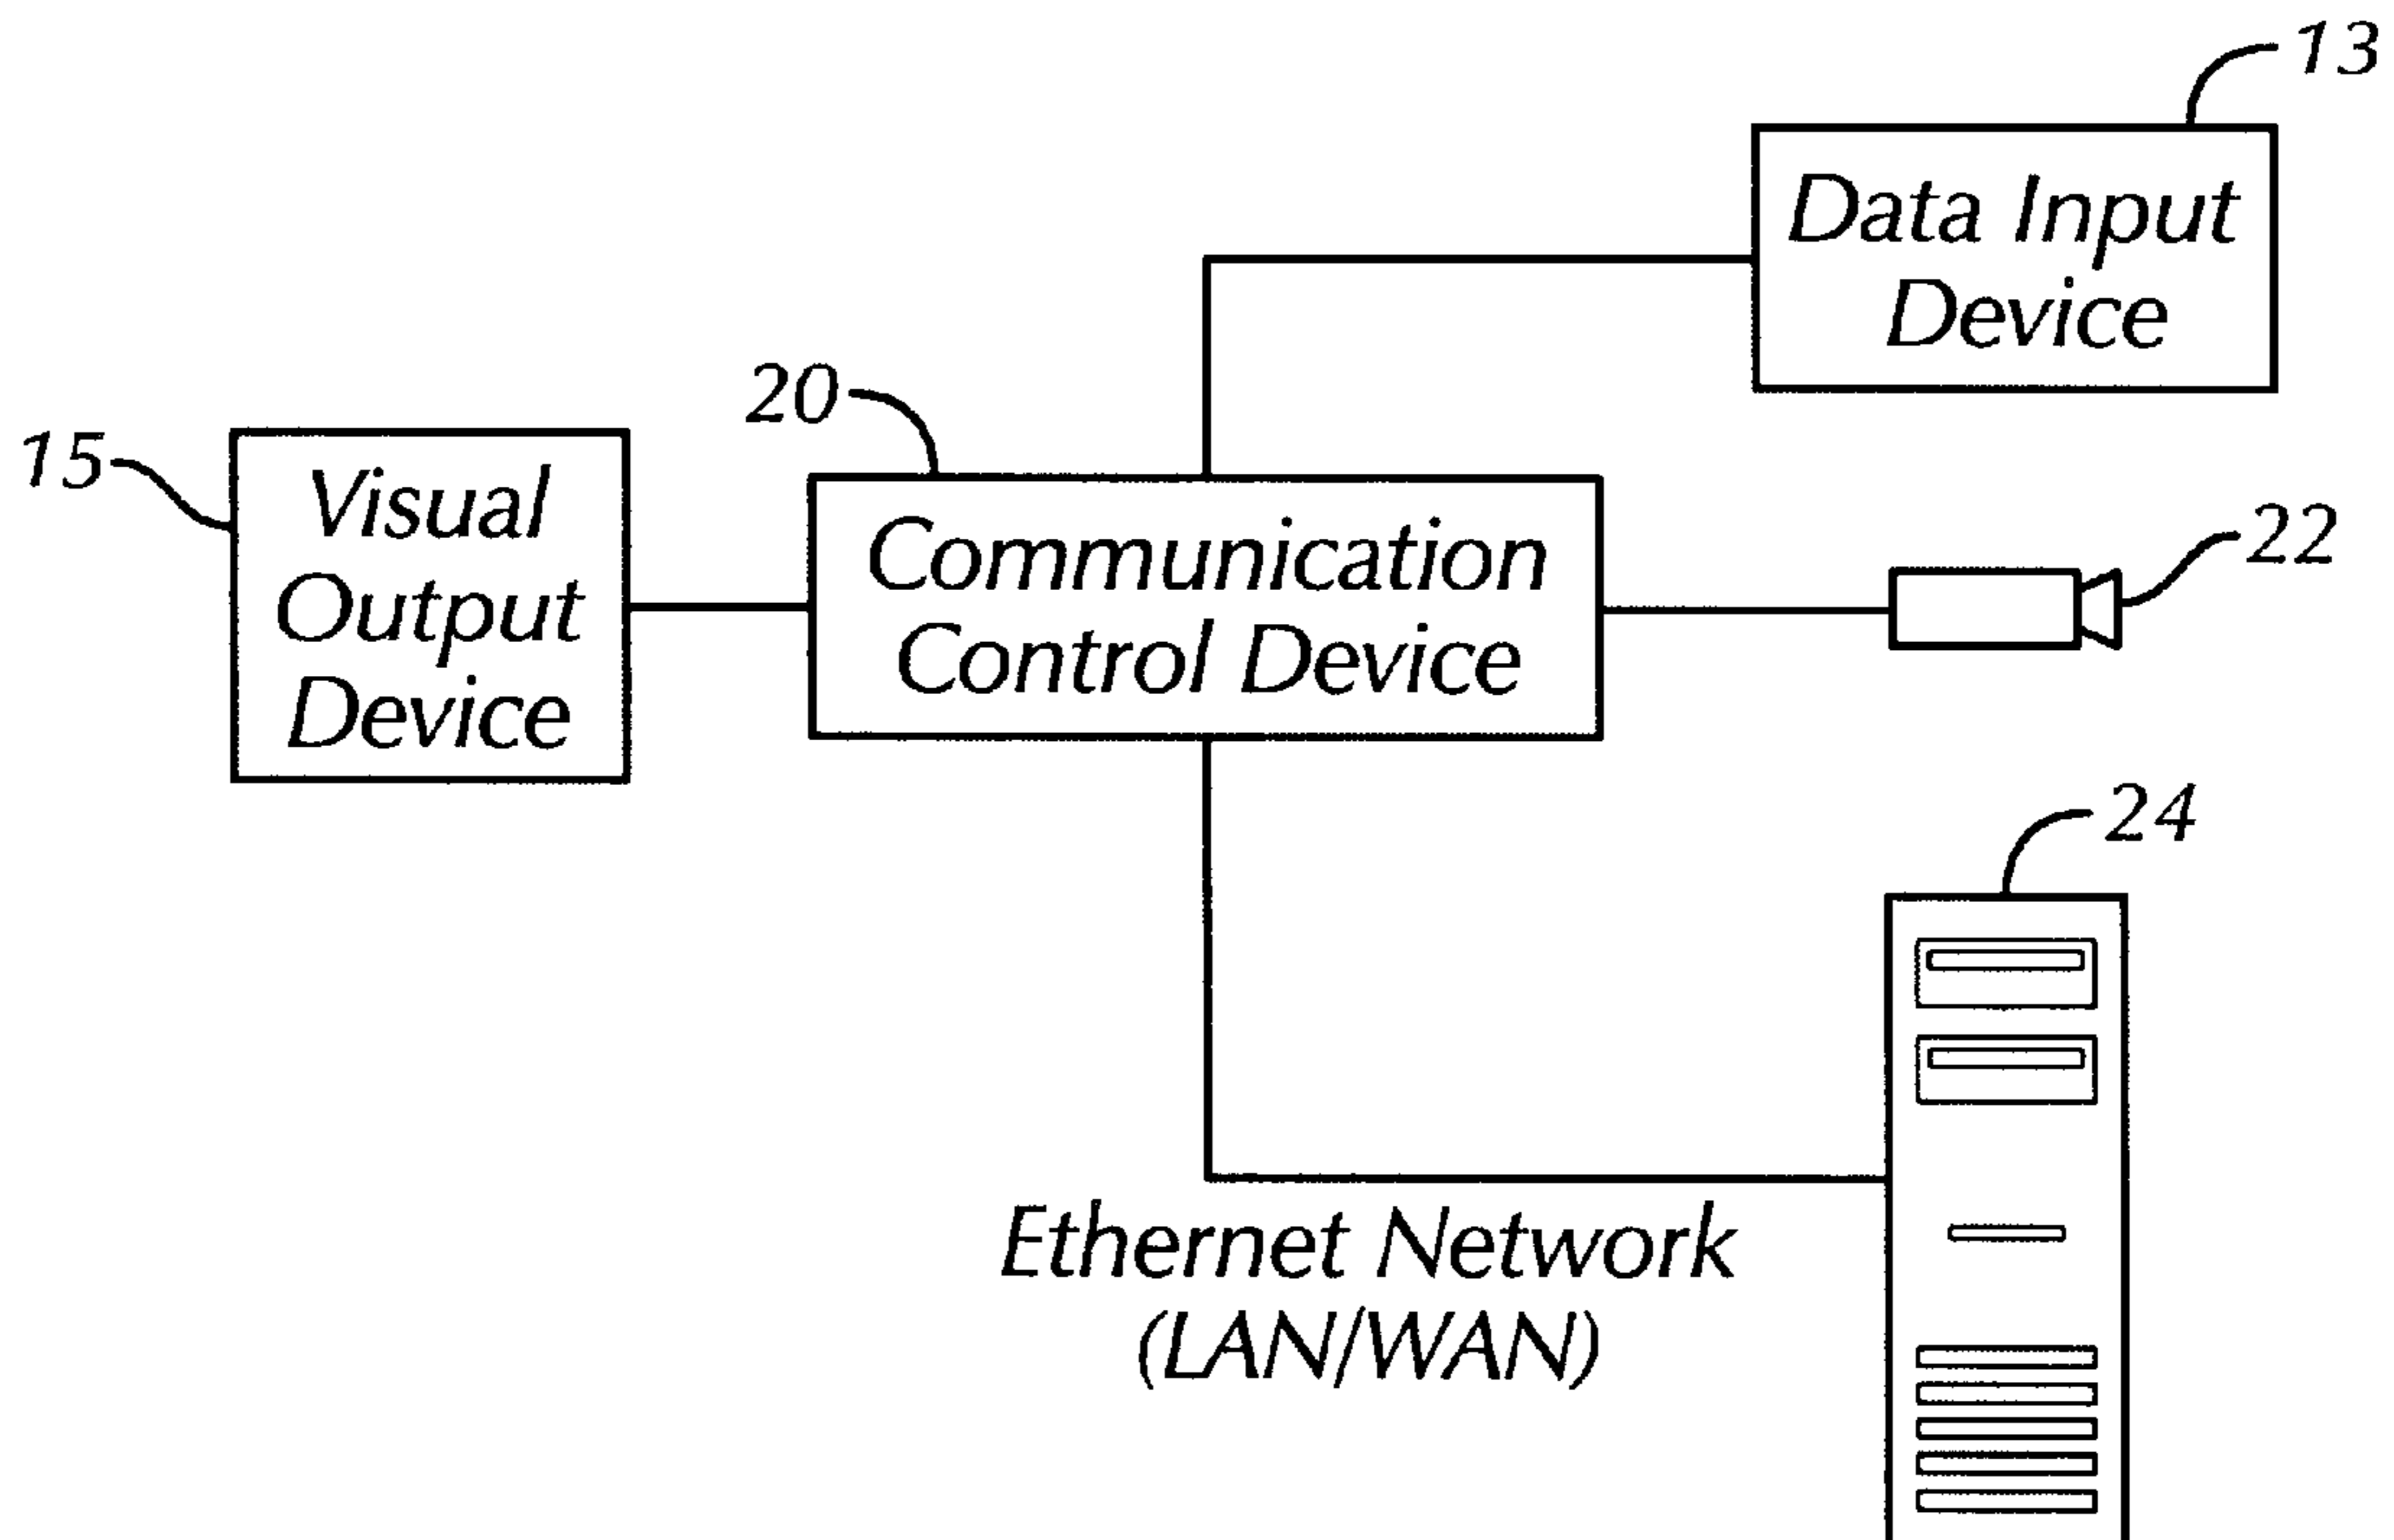 13
Data Input
Device
20
15
Visual
Output
Device
Communication
Control Device
22
24
Ethernet Network
(LAN/WAN)